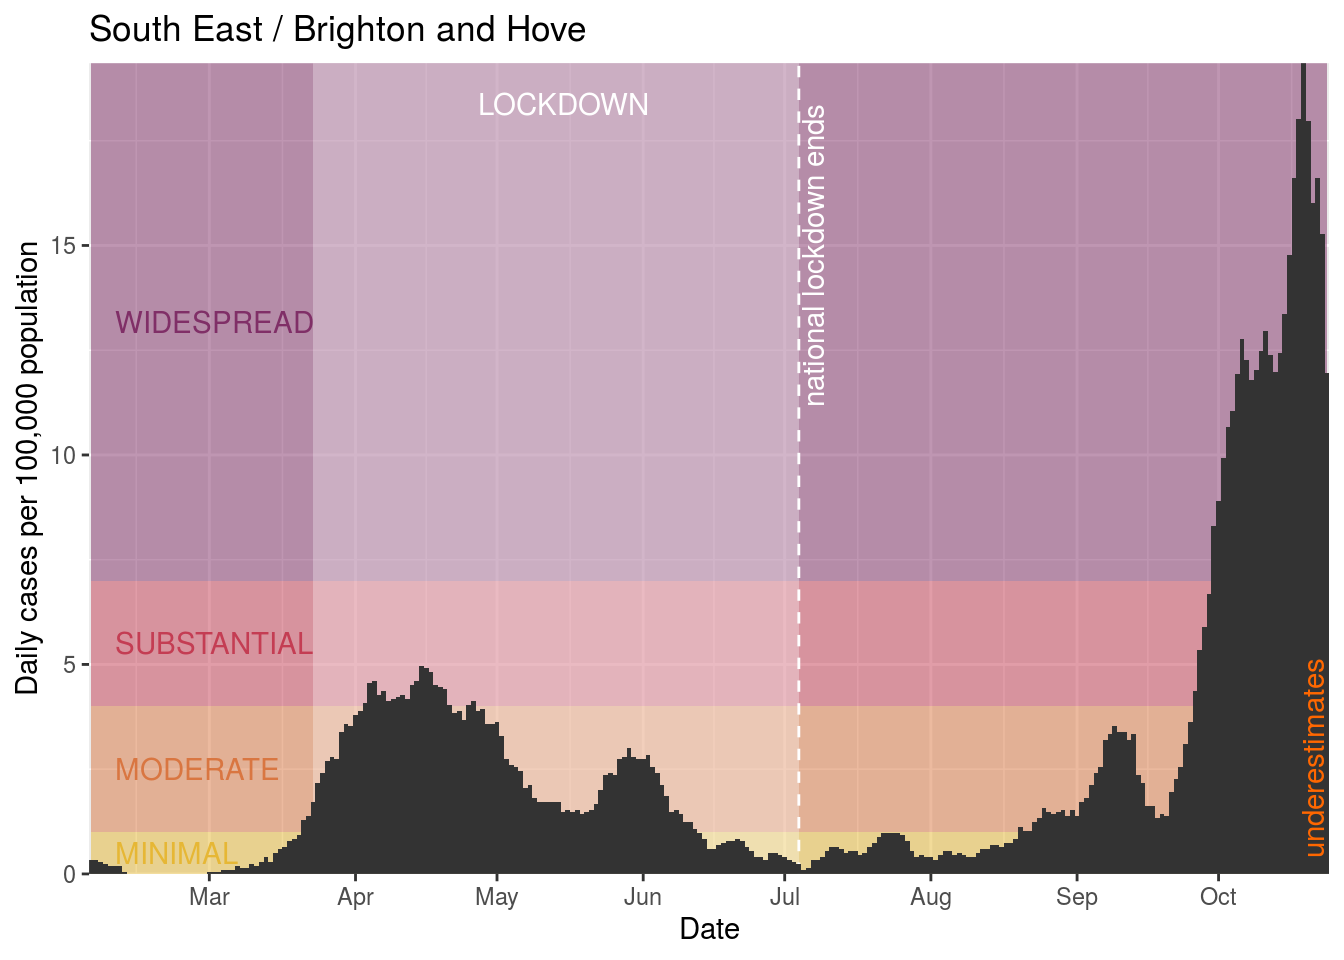 South East / Brighton and Hove
LOCKDOWN
national lockdown ends
WIDESPREAD
SUBSTANTIAL
MODERATE
MINIMAL
underestimates
Daily cases per 100,000 population
15
10
5
0
Mar Apr May Jun Jul Aug Sep Oct
Date